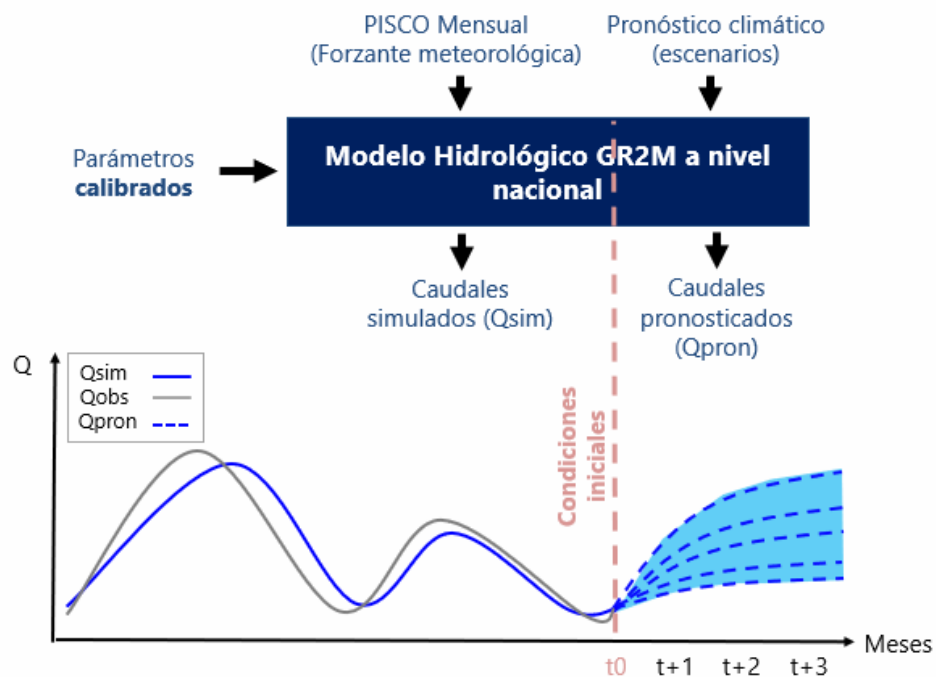 PISCO Mensual
(Forzante meteorológica)
Pronóstico climático
(escenarios)
Parámetros
calibrados
Modelo Hidrológico GR2M a nivel
nacional
Caudales
simulados (Qsim)
Caudales
pronosticados
(Qpron)
Q
Qsim
Qobs
Qpron
Condiciones
iniciales
Meses
t0
t+1
t+2
t+3